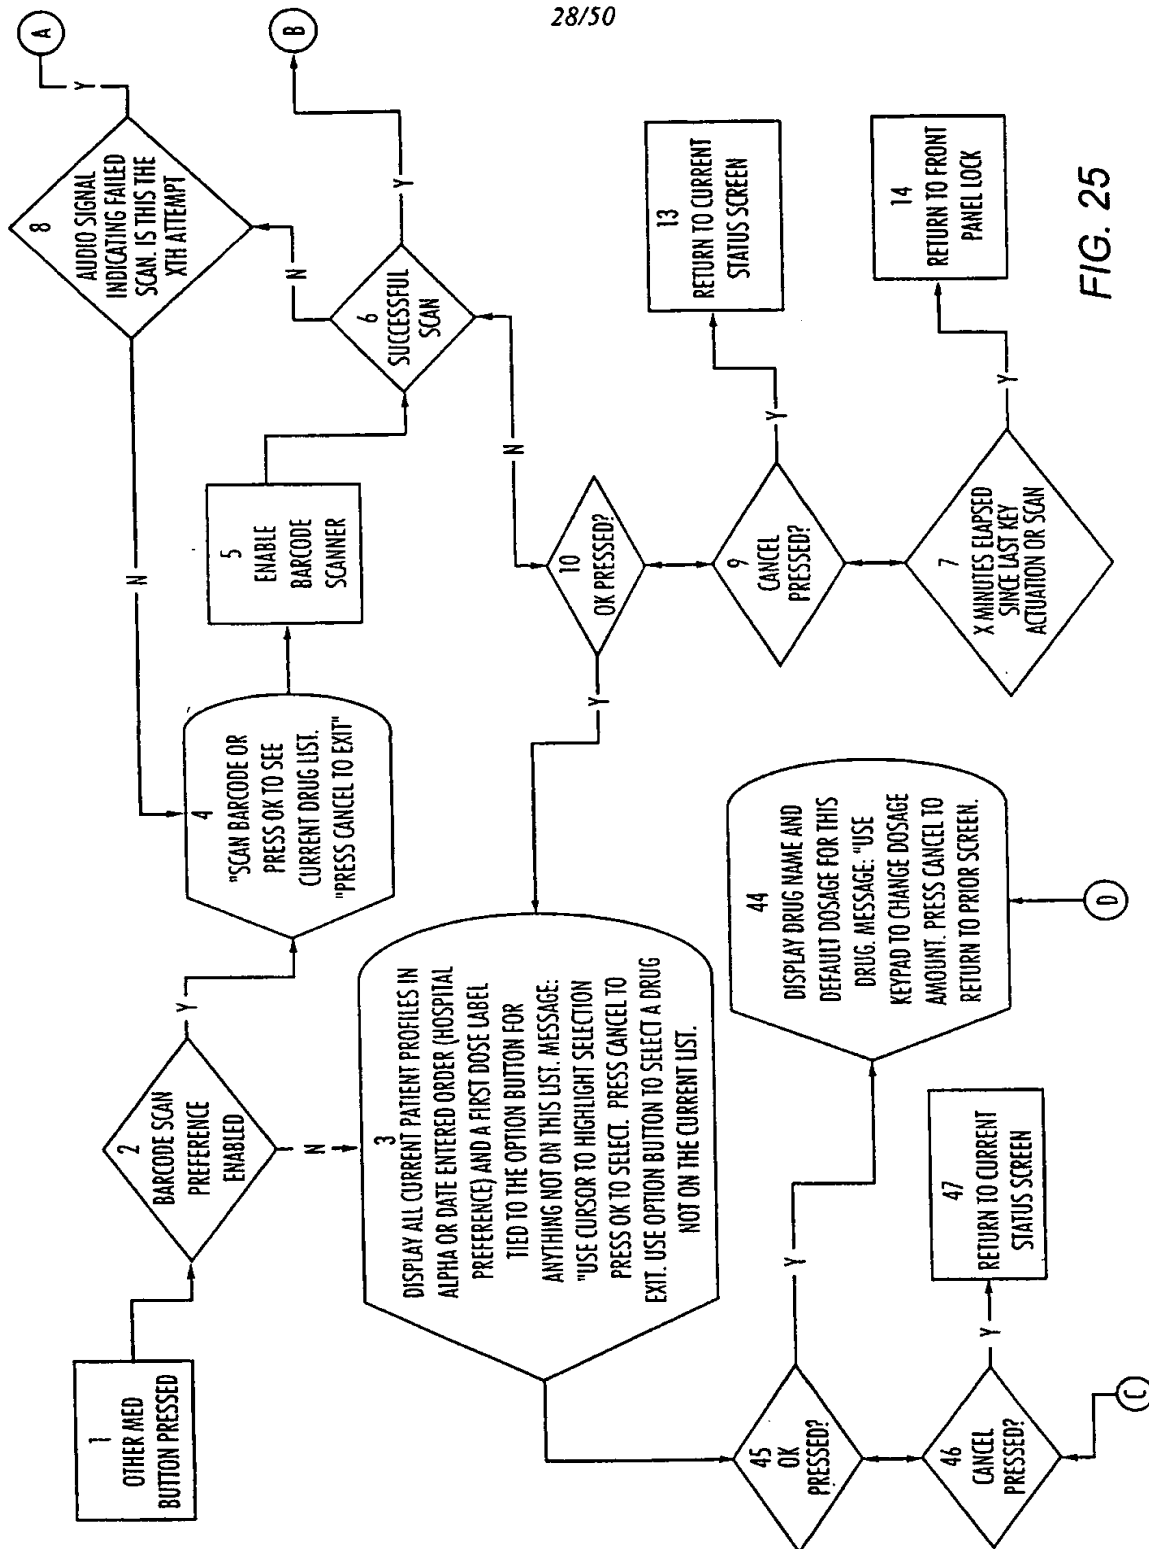 28/50
1
OTHER MED
BUTTON PRESSED
2
BARCODE SCAN
PREFERENCE
ENABLED
Y
N
4
"SCAN BARCODE OR
PRESS OK TO SEE
CURRENT DRUG LIST.
"PRESS CANCEL TO EXIT"
5
ENABLE
BARCODE
SCANNER
6
SUCCESSFUL
SCAN
Y
N
8
AUDIO SIGNAL
INDICATING FAILED
SCAN. IS THIS THE
XTH ATTEMPT
Y
N
A
B
3
DISPLAY ALL CURRENT PATIENT PROFILES IN
ALPHA OR DATE ENTERED ORDER (HOSPITAL
PREFERENCE) AND A FIRST DOSE LABEL
TIED TO THE OPTION BUTTON FOR
ANYTHING NOT ON THIS LIST. MESSAGE:
"USE CURSOR TO HIGHLIGHT SELECTION
PRESS OK TO SELECT. PRESS CANCEL TO
EXIT. USE OPTION BUTTON TO SELECT A DRUG
NOT ON THE CURRENT LIST.
10
OK PRESSED?
Y
N
9
CANCEL
PRESSED?
Y
13
RETURN TO CURRENT
STATUS SCREEN
7
X MINUTES ELAPSED
SINCE LAST KEY
ACTUATION OR SCAN
Y
14
RETURN TO FRONT
PANEL LOCK
45
OK
PRESSED?
Y
44
DISPLAY DRUG NAME AND
DEFAULT DOSAGE FOR THIS
DRUG. MESSAGE: "USE
KEYPAD TO CHANGE DOSAGE
AMOUNT. PRESS CANCEL TO
RETURN TO PRIOR SCREEN.
46
CANCEL
PRESSED?
Y
47
RETURN TO CURRENT
STATUS SCREEN
C
D
FIG. 25